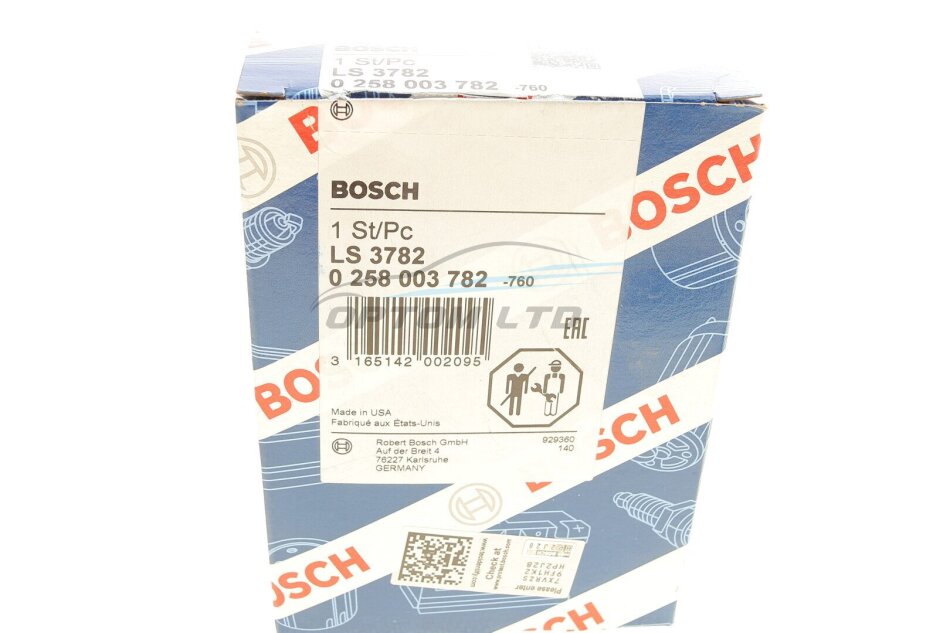 BOSCH
1 St/Pc
LS 3782
0 258 003 782 -760
BOSCH
BOSCH
1 St/Pc
LS 3782
0 258 003 782 -760
OPTOM LTD
EAC
3 165142 002095
BOSCH
Made in USA
Fabriqué aux États-Unis
Robert Bosch GmbH
Auf der Breit 4
76227 Karlsruhe
GERMANY
929360
140
BOSCH
BOSCH
Check at
Please enter